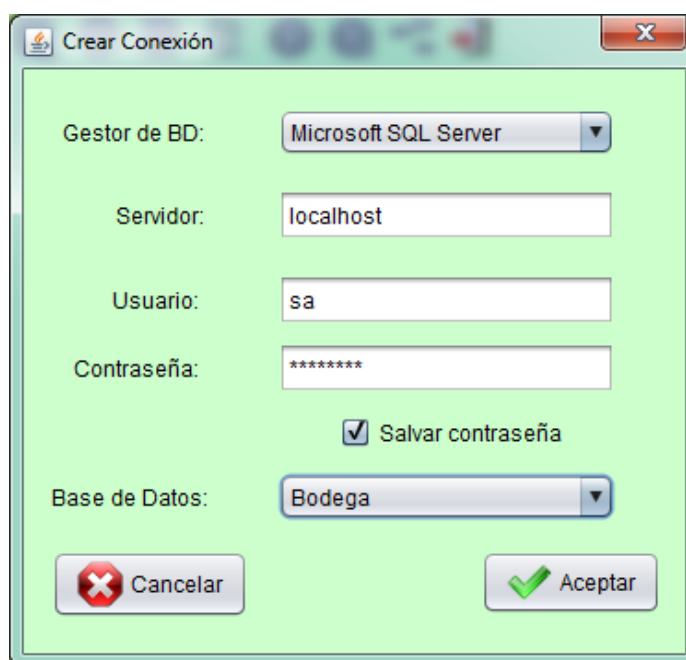 Crear Conexión
Gestor de BD: Microsoft SQL Server
Servidor: localhost
Usuario: sa
Contraseña: ********
Salvar contraseña
Base de Datos: Bodega
Cancelar Aceptar